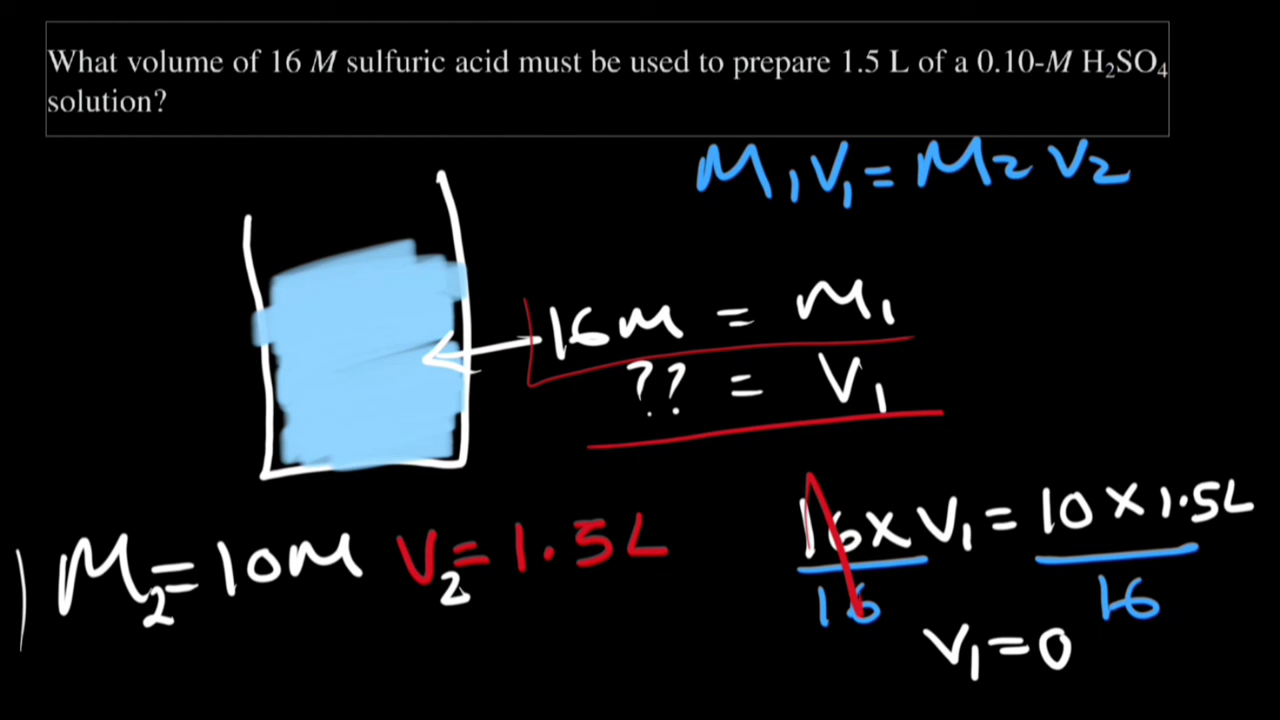 What volume of 16 M sulfuric acid must be used to prepare 1.5 L of a 0.10-M H₂SO₄
solution?
M₁V₁ = M₂V₂
16M = M₁
?? = V₁
M₂ = 10M V₂ = 1.5L
16 x V₁ = 10 x 1.5L
16 16
V₁ = 0